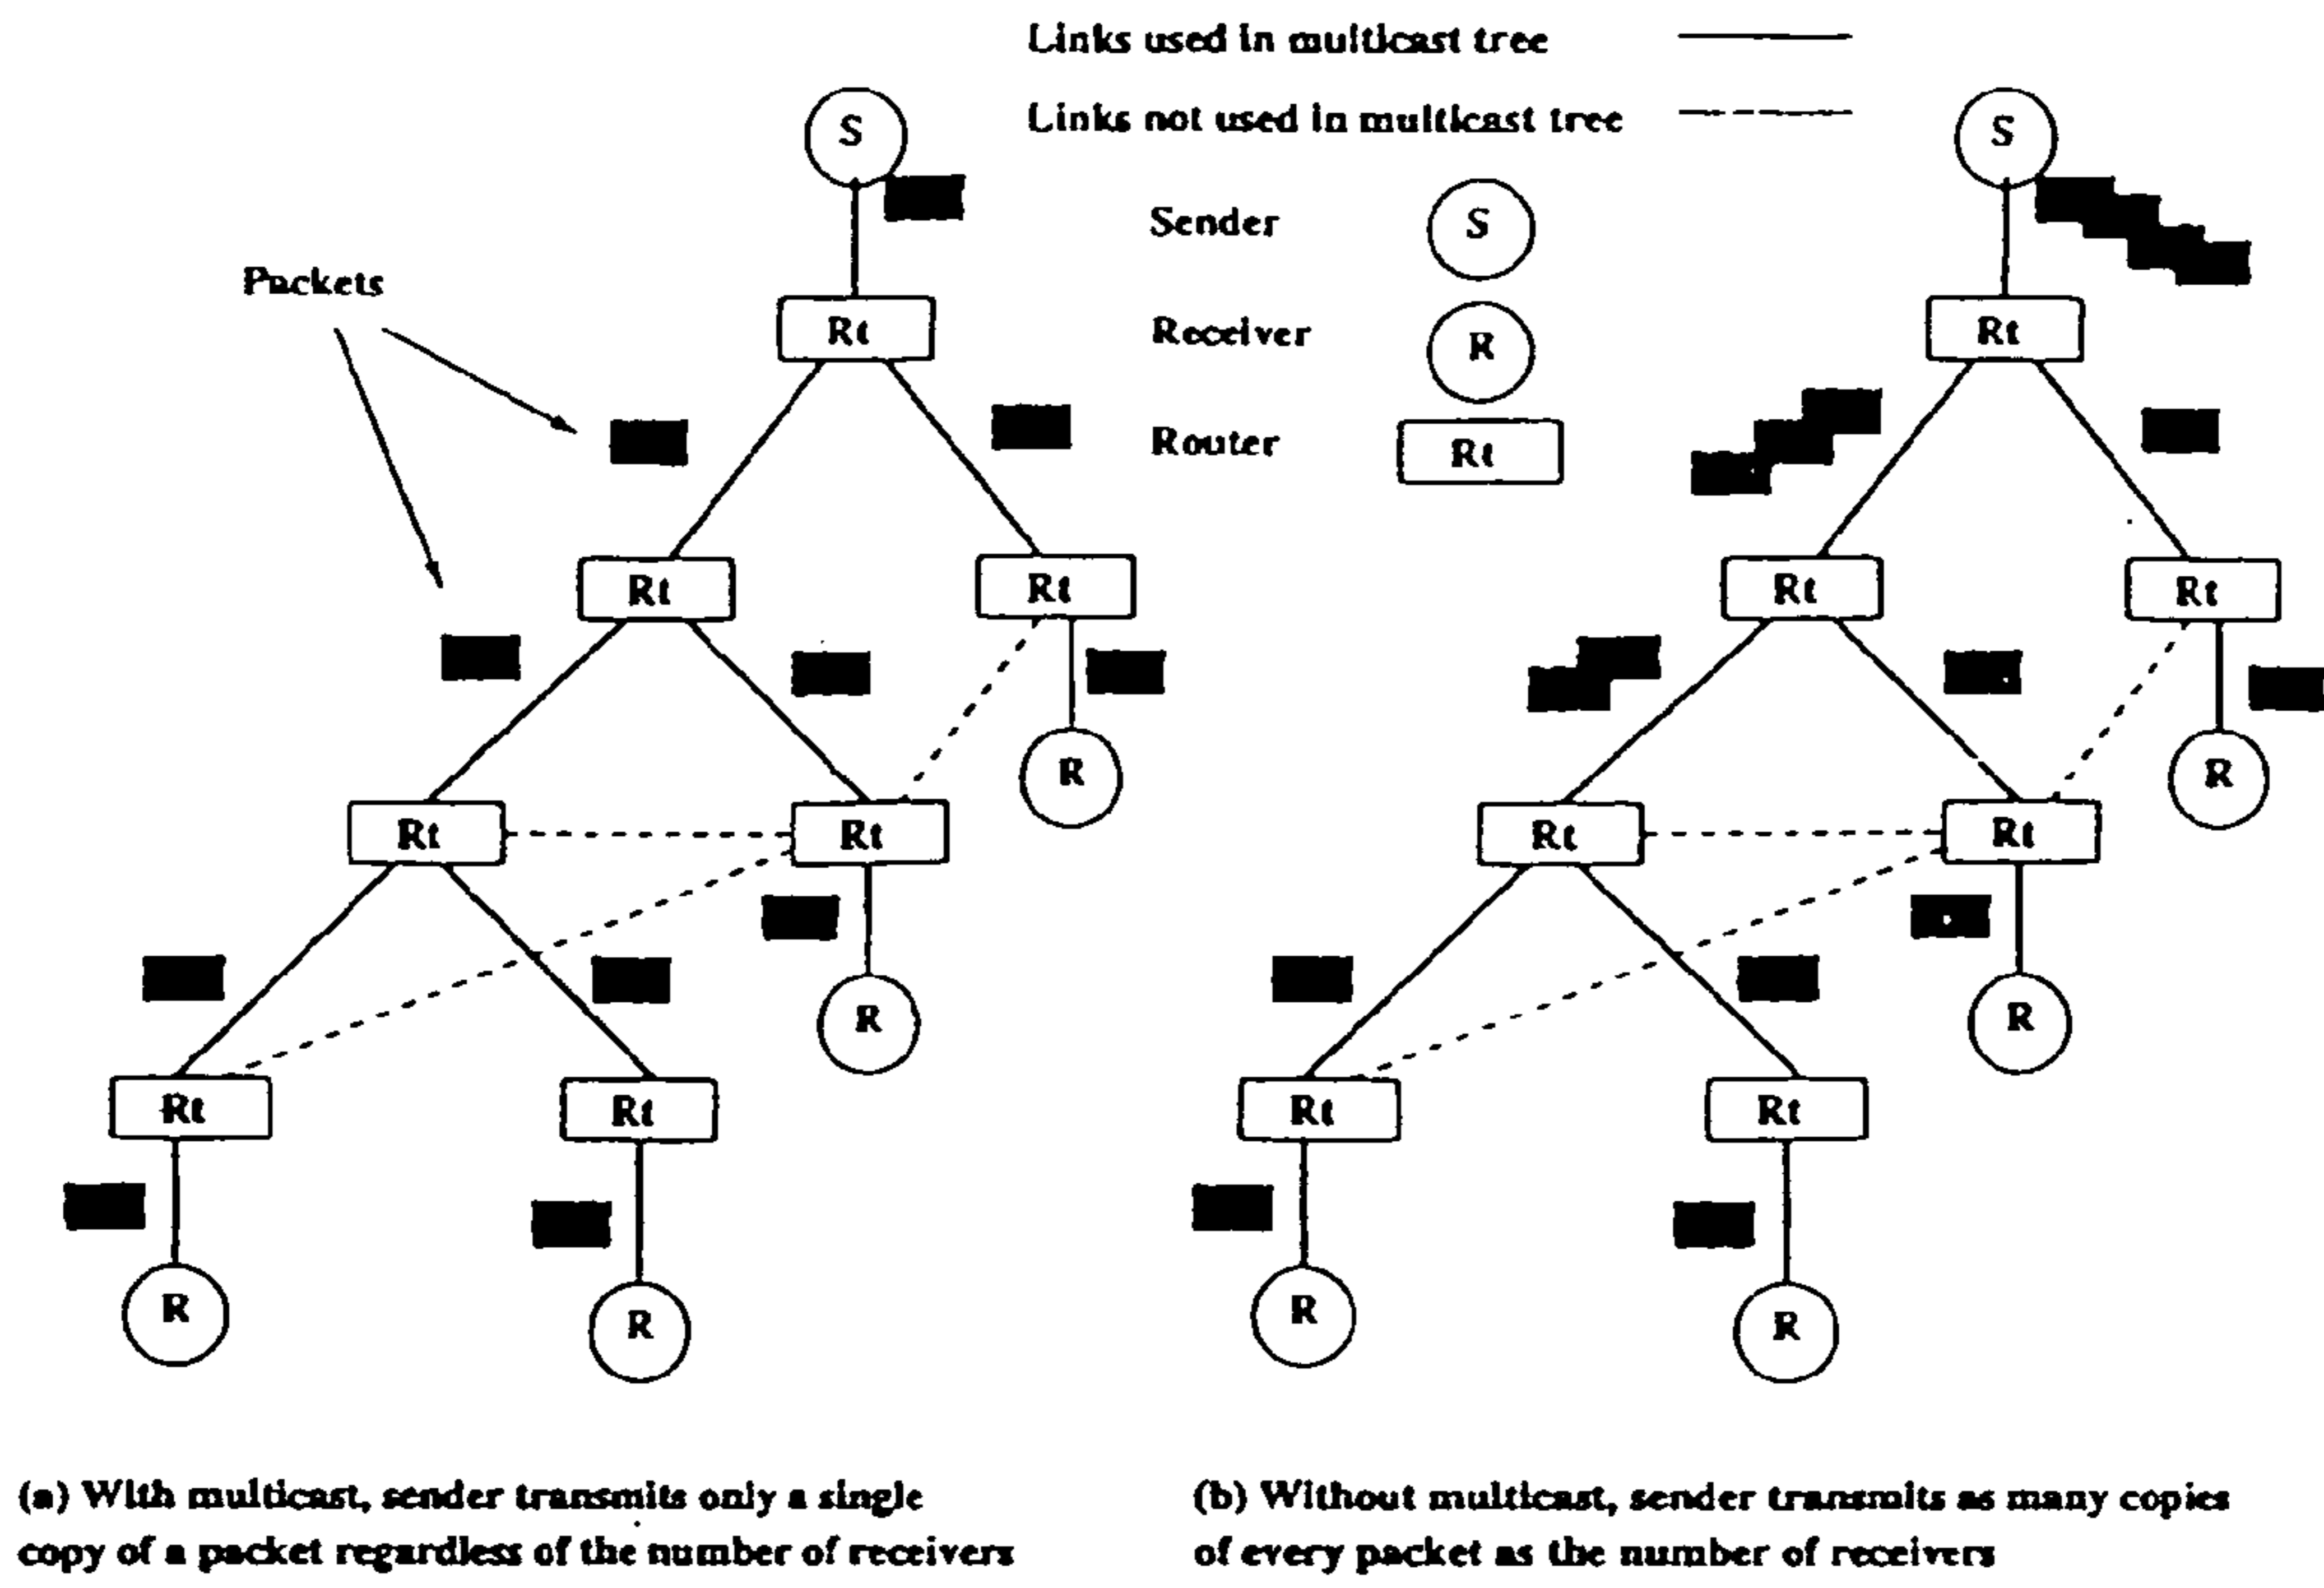 Links used in multicast tree
Links not used in multicast tree
S
S
Sender
S
Packets
Rt
Receiver
R
Rt
Router
Rt
Rt
Rt
Rt
Rt
R
R
Rt
Rt
Rt
Rt
R
R
Rt
Rt
Rt
Rt
R
R
R
R
(a) With multicast, sender transmits only a single
copy of a packet regardless of the number of receivers
(b) Without multicast, sender transmits as many copies
of every packet as the number of receivers